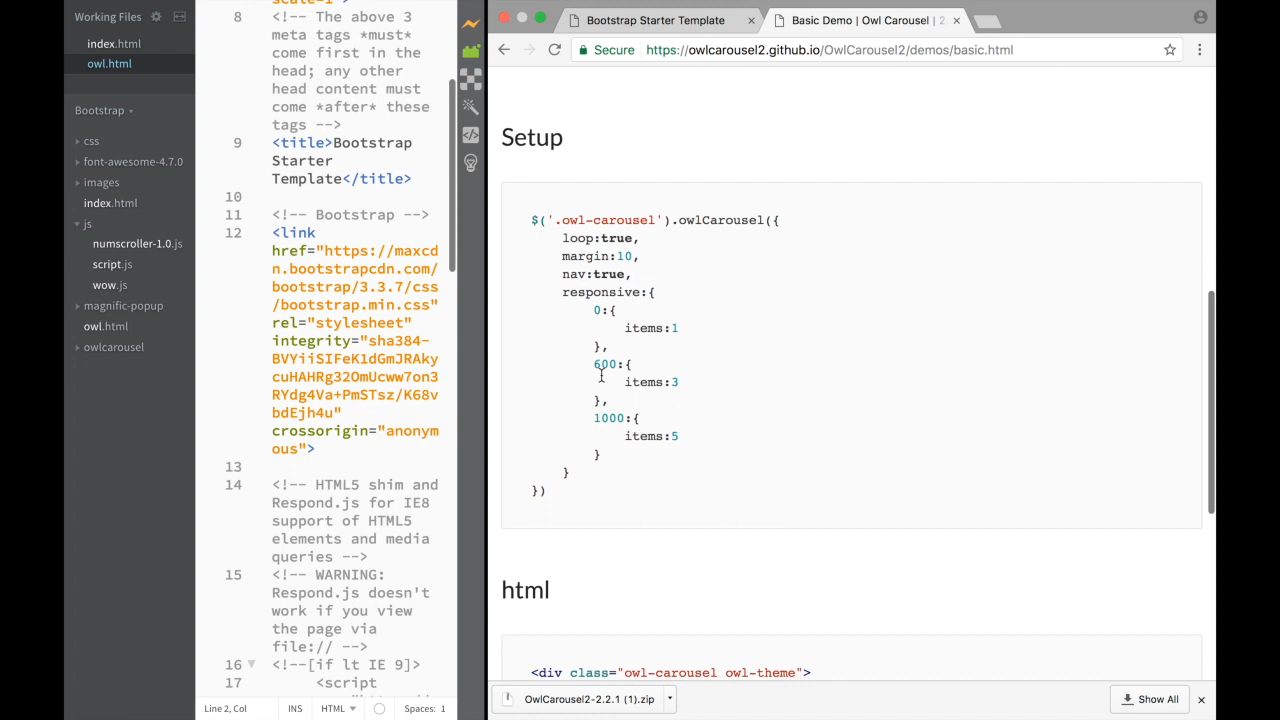 Working Files
index.html
owl.html
Bootstrap
css
font-awesome-4.7.0
images
index.html
js
numscroller-1.0.js
script.js
wow.js
magnific-popup
owl.html
owlcarousel
8 <!-- The above 3
meta tags *must*
come first in the
head; any other
head content must
come *after* these
tags -->
9 <title>Bootstrap
Starter
Template</title>
10
11 <!-- Bootstrap -->
12 <link
href="https://maxcd
n.bootstrapcdn.com/
bootstrap/3.3.7/css
/bootstrap.min.css"
rel="stylesheet"
integrity="sha384-
BVYiiSIFeK1dGmJRAky
cuHAHRg32OmUcww7on3
RYdg4Va+PmSTsz/K68v
bdEjh4u"
crossorigin="anonym
ous">
13
14 <!-- HTML5 shim and
Respond.js for IE8
support of HTML5
elements and media
queries -->
15 <!-- WARNING:
Respond.js doesn't
work if you view
the page via
file:// -->
16 <!--[if lt IE 9]>
17 <script
Line 2, Col
INS
HTML
Spaces: 1
Bootstrap Starter Template
Basic Demo | Owl Carousel | 2
Secure https://owlcarousel2.github.io/OwlCarousel2/demos/basic.html
Setup
$('.owl-carousel').owlCarousel({
loop:true,
margin:10,
nav:true,
responsive:{
0:{
items:1
},
600:{
items:3
},
1000:{
items:5
}
}
})
html
<div class="owl-carousel owl-theme">
OwlCarousel2-2.2.1 (1).zip
Show All